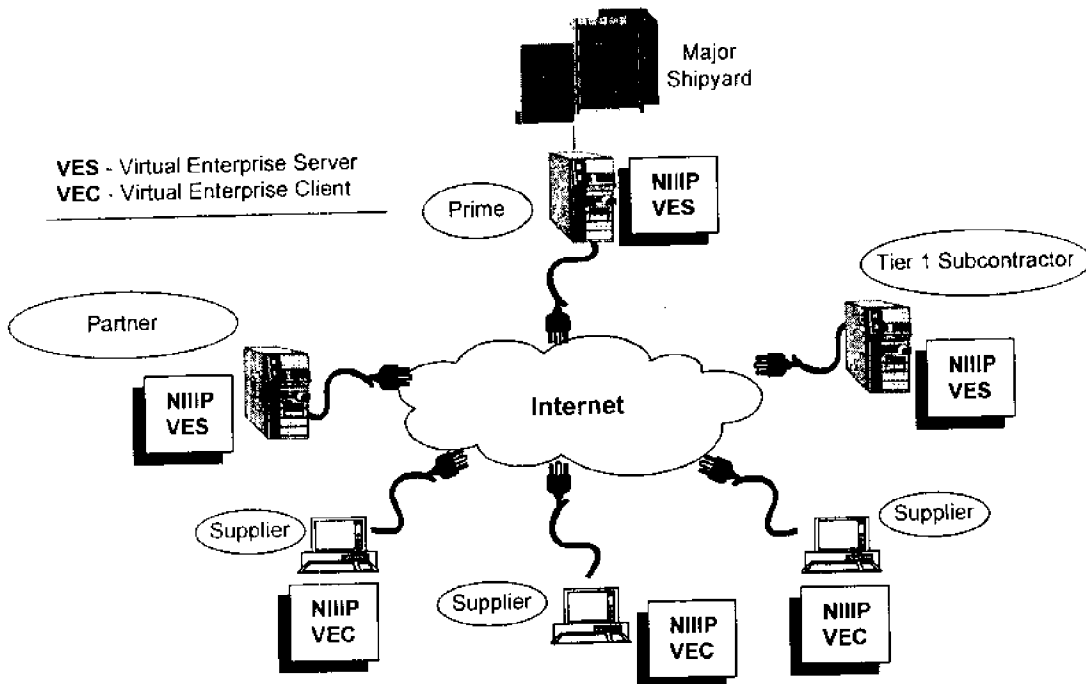 Major
Shipyard
VES - Virtual Enterprise Server
VEC - Virtual Enterprise Client
Prime
NIIIP
VES
Tier 1 Subcontractor
Partner
NIIIP
VES
Internet
NIIIP
VES
Supplier
Supplier
NIIIP
VEC
Supplier
NIIIP
VEC
NIIIP
VEC